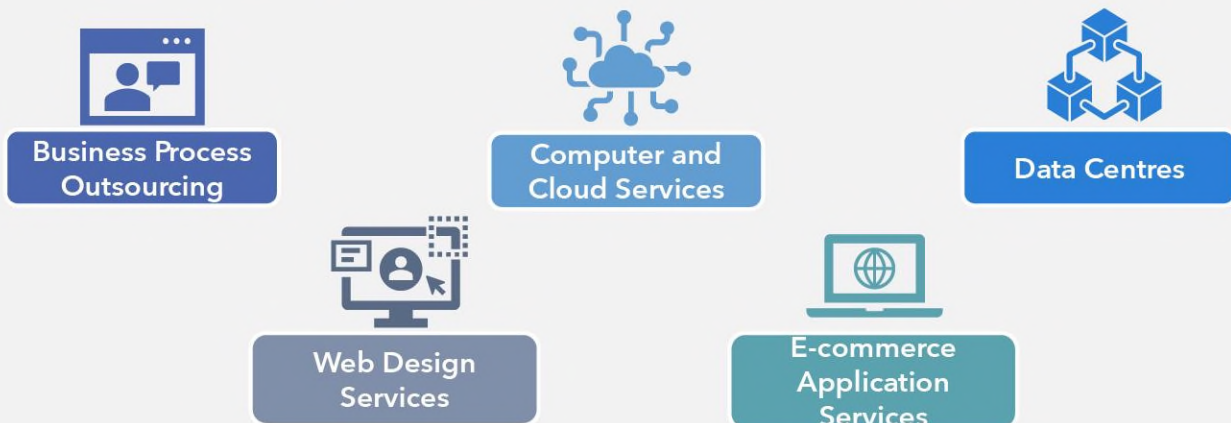 Business Process
Outsourcing
Computer and
Cloud Services
Data Centres
Web Design
Services
E-commerce
Application
Services